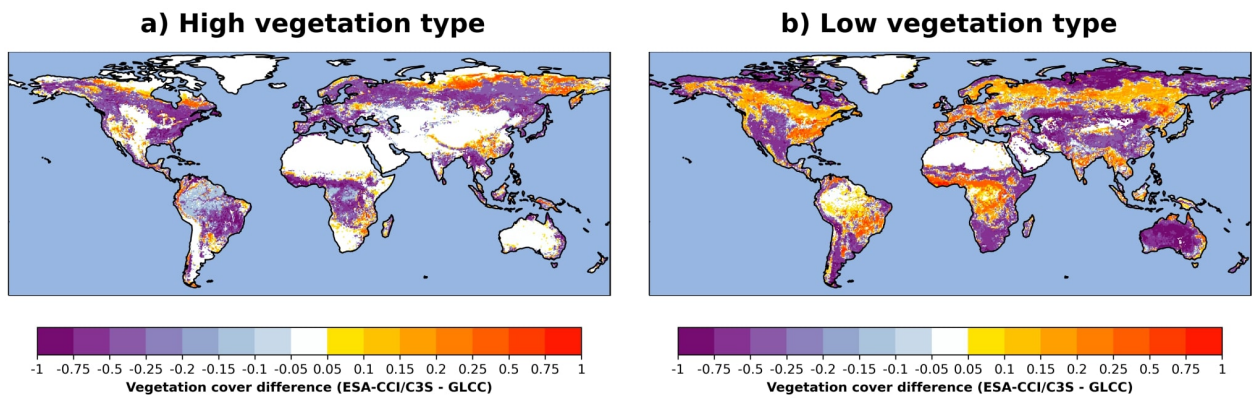 a) High vegetation type
b) Low vegetation type
-1 -0.75 -0.5 -0.25 -0.2 -0.15 -0.1 -0.05 0.05 0.1 0.15 0.2 0.25 0.5 0.75 1
Vegetation cover difference (ESA-CCI/C3S - GLCC)
-1 -0.75 -0.5 -0.25 -0.2 -0.15 -0.1 -0.05 0.05 0.1 0.15 0.2 0.25 0.5 0.75 1
Vegetation cover difference (ESA-CCI/C3S - GLCC)